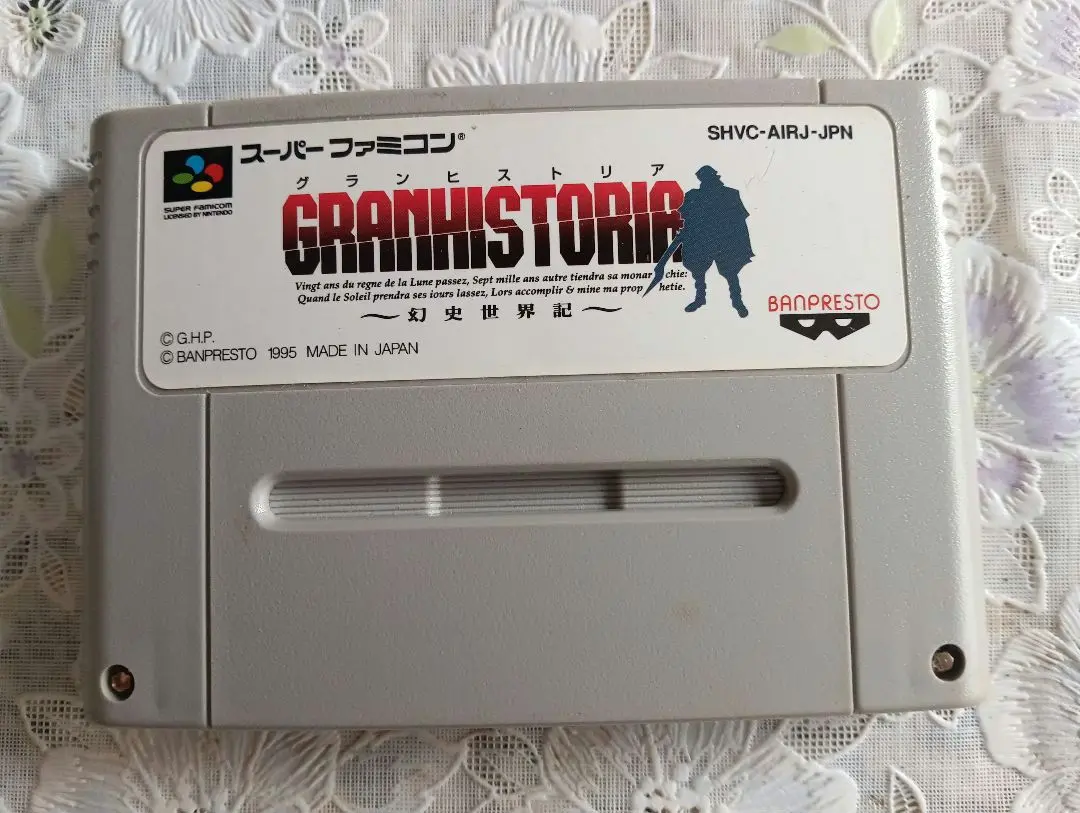 スーパーファミコン®
SHVC-AIRJ-JPN
SUPER FAMICOM
LICENSED BY NINTENDO
グランヒストリア
GRANHISTORIA
Vingt ans du regne de la Lune passez, Sept mille ans autre tiendra sa monar chie:
Quand le Soleil prendra ses iours lassez, Lors accomplir & mine ma prop hetie.
～幻史世界記～
BANPRESTO
© G.H.P.
© BANPRESTO 1995 MADE IN JAPAN